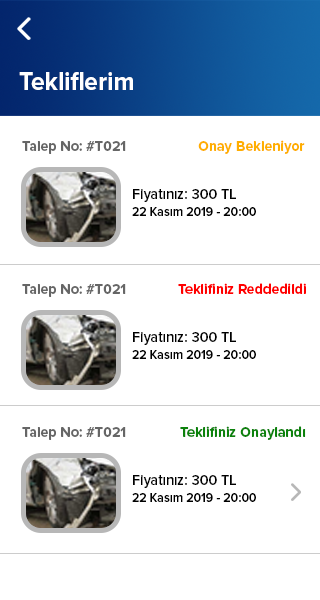 Tekliflerim
Talep No: #T021
Onay Bekleniyor
Fiyatınız: 300 TL
22 Kasım 2019 - 20:00
Talep No: #T021
Teklifiniz Reddedildi
Fiyatınız: 300 TL
22 Kasım 2019 - 20:00
Talep No: #T021
Teklifiniz Onaylandı
Fiyatınız: 300 TL
22 Kasım 2019 - 20:00